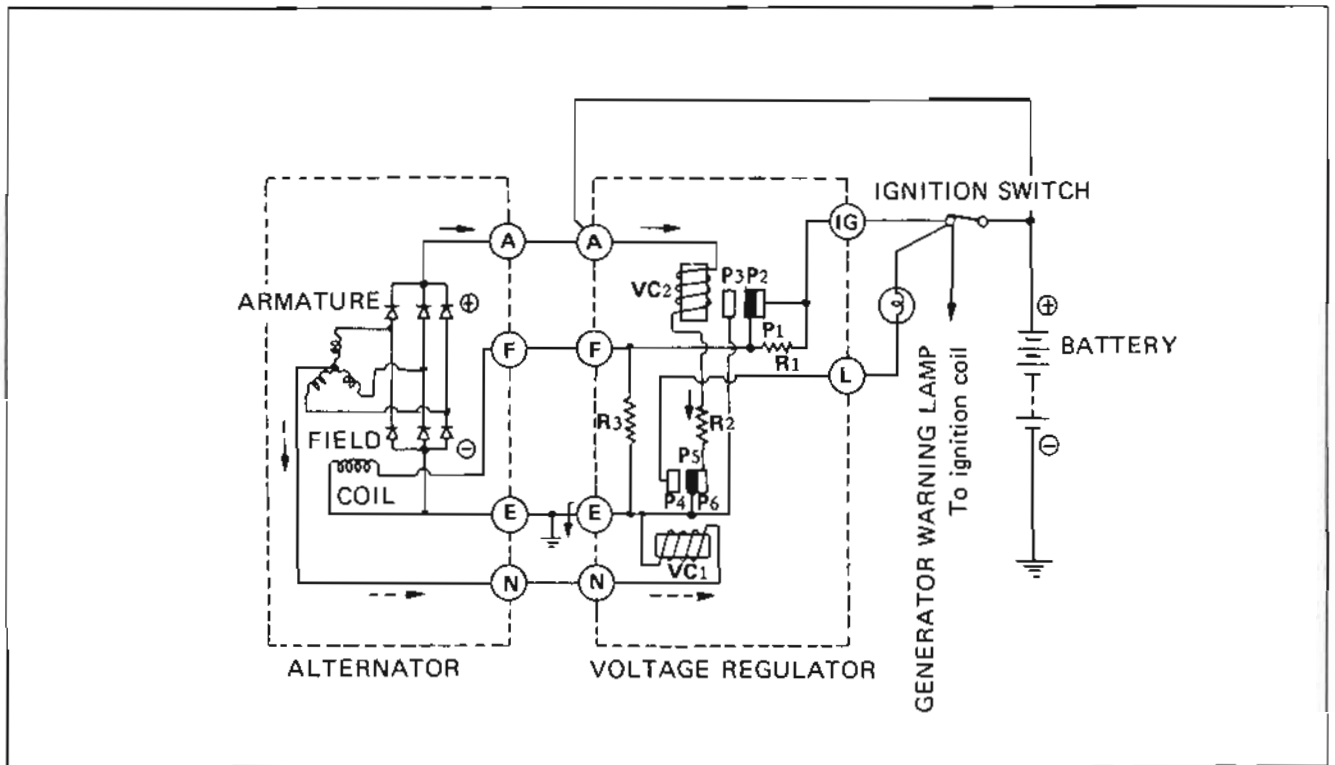 IGNITION SWITCH
A
A
IG
P3 P2
VC2
ARMATURE
⊕
⊕
P1
F
F
BATTERY
R1
L
R3
R2
FIELD
⊖
P5
⊖
COIL
P4
P6
E
E
VC1
N
N
GENERATOR WARNING LAMP
To ignition coil
ALTERNATOR
VOLTAGE REGULATOR